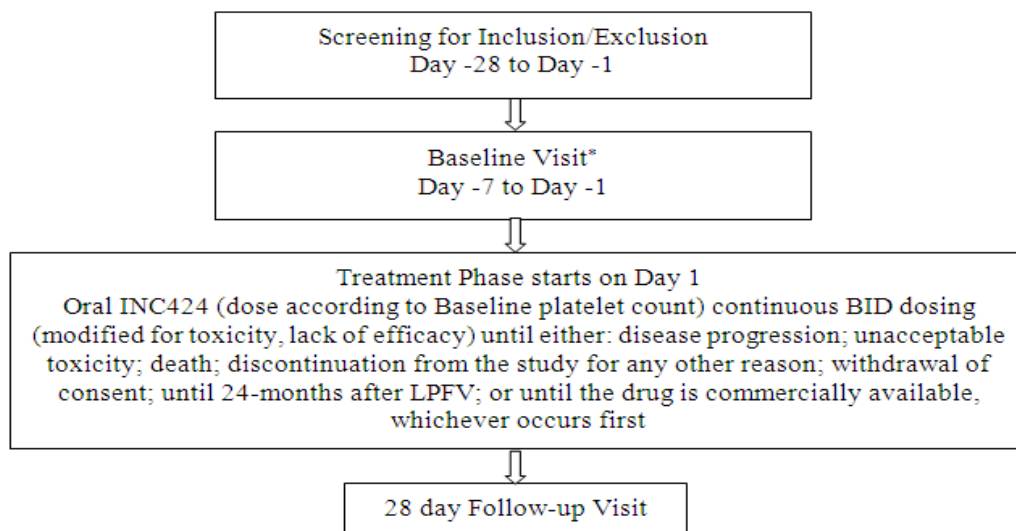 Screening for Inclusion/Exclusion
Day -28 to Day -1
Baseline Visit*
Day -7 to Day -1
Treatment Phase starts on Day 1
Oral INC424 (dose according to Baseline platelet count) continuous BID dosing
(modified for toxicity, lack of efficacy) until either: disease progression; unacceptable
toxicity; death; discontinuation from the study for any other reason; withdrawal of
consent; until 24-months after LPFV; or until the drug is commercially available,
whichever occurs first
28 day Follow-up Visit